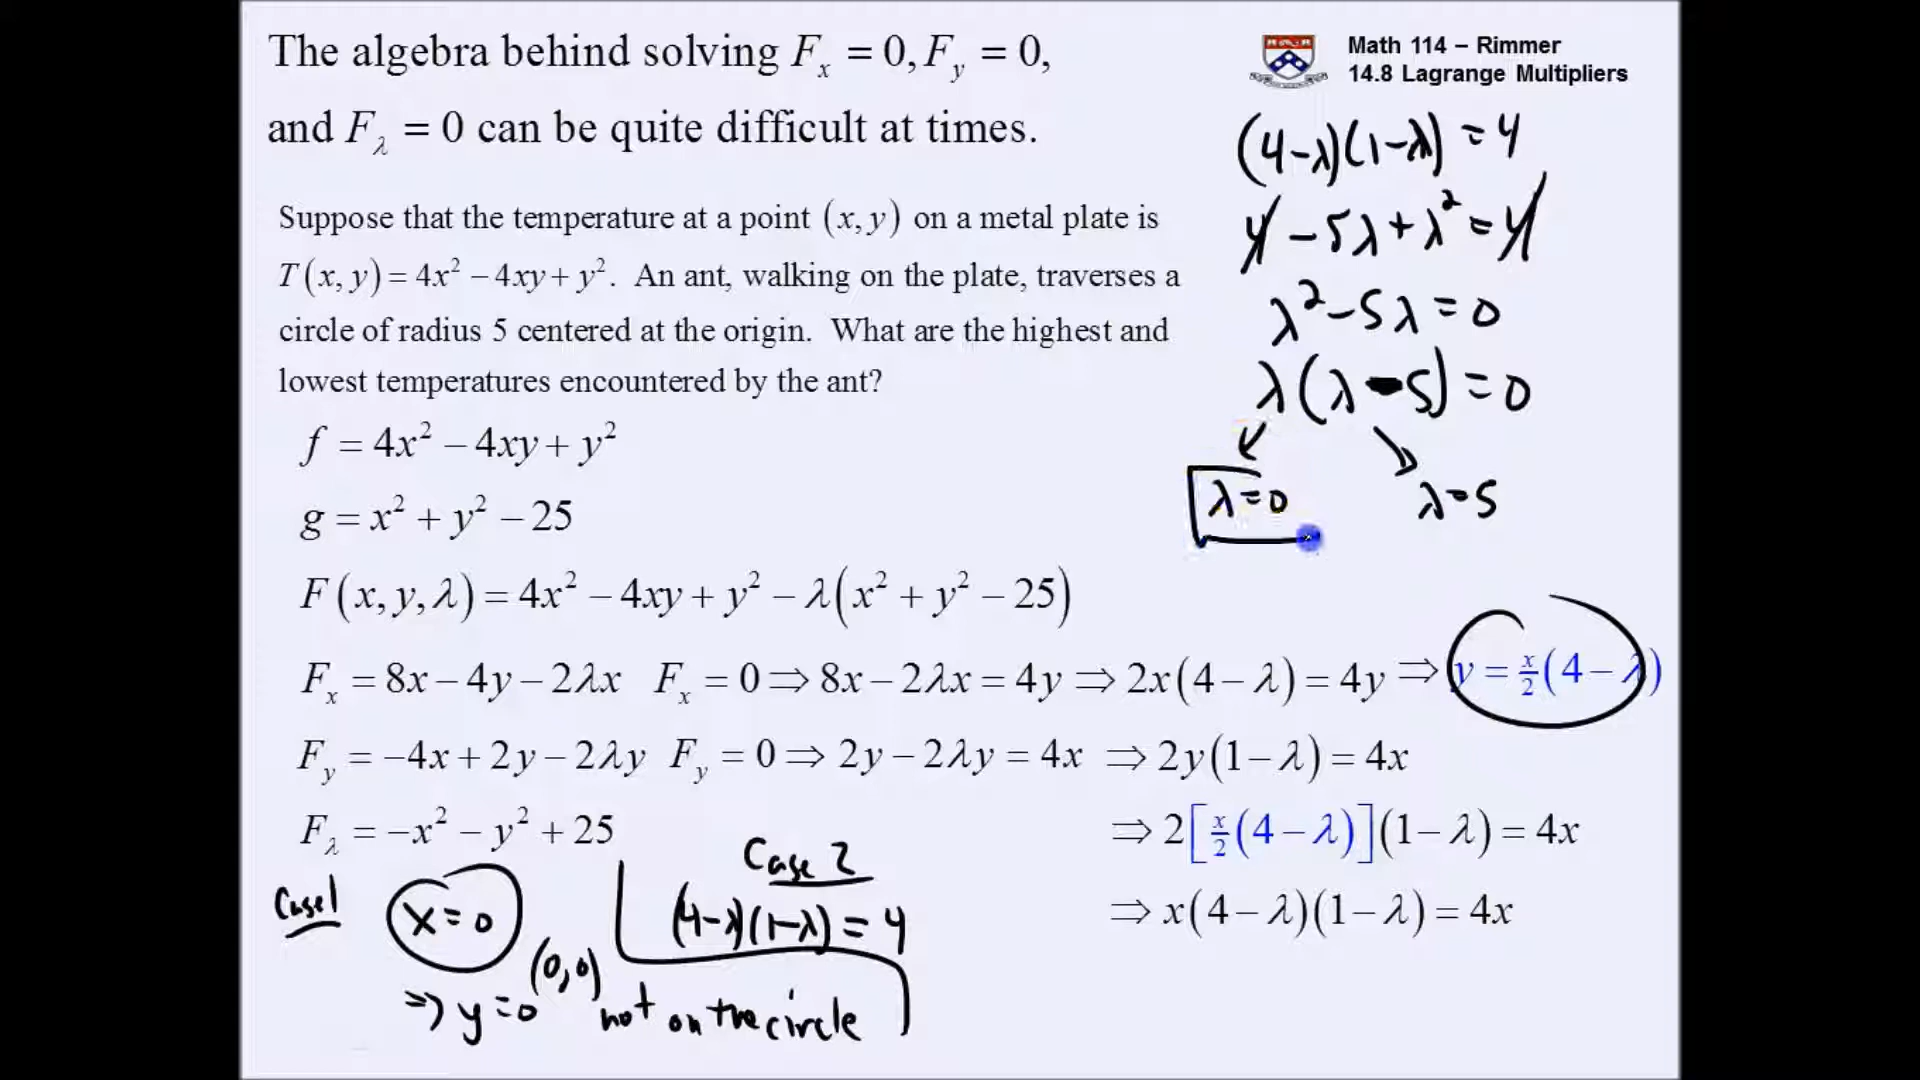 The algebra behind solving Fₓ = 0, F_y = 0,
and F_λ = 0 can be quite difficult at times.
Math 114 – Rimmer
14.8 Lagrange Multipliers
Suppose that the temperature at a point (x, y) on a metal plate is
T(x, y) = 4x² − 4xy + y². An ant, walking on the plate, traverses a
circle of radius 5 centered at the origin. What are the highest and
lowest temperatures encountered by the ant?
f = 4x² − 4xy + y²
g = x² + y² − 25
F(x, y, λ) = 4x² − 4xy + y² − λ(x² + y² − 25)
Fₓ = 8x − 4y − 2λx Fₓ = 0 ⇒ 8x − 2λx = 4y ⇒ 2x(4 − λ) = 4y ⇒ y = x/2(4 − λ)
F_y = −4x + 2y − 2λy F_y = 0 ⇒ 2y − 2λy = 4x ⇒ 2y(1 − λ) = 4x
F_λ = −x² − y² + 25
⇒ 2[x/2(4 − λ)](1 − λ) = 4x
⇒ x(4 − λ)(1 − λ) = 4x
(4−λ)(1−λ) = 4
4 − 5λ + λ² = 4
λ² − 5λ = 0
λ(λ − 5) = 0
λ = 0
λ = 5
Case 1
x = 0
⇒ y = 0
(0,0)
not on the circle
Case 2
(4−λ)(1−λ) = 4